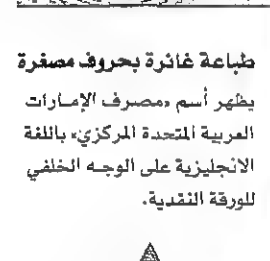 طباعة غائرة بحروف مصغرة
يظهر أسم «مصرف الإمارات
العربية المتحدة المركزي» باللغة
الانجليزية على الوجه الخلفي
للورقة النقدية.